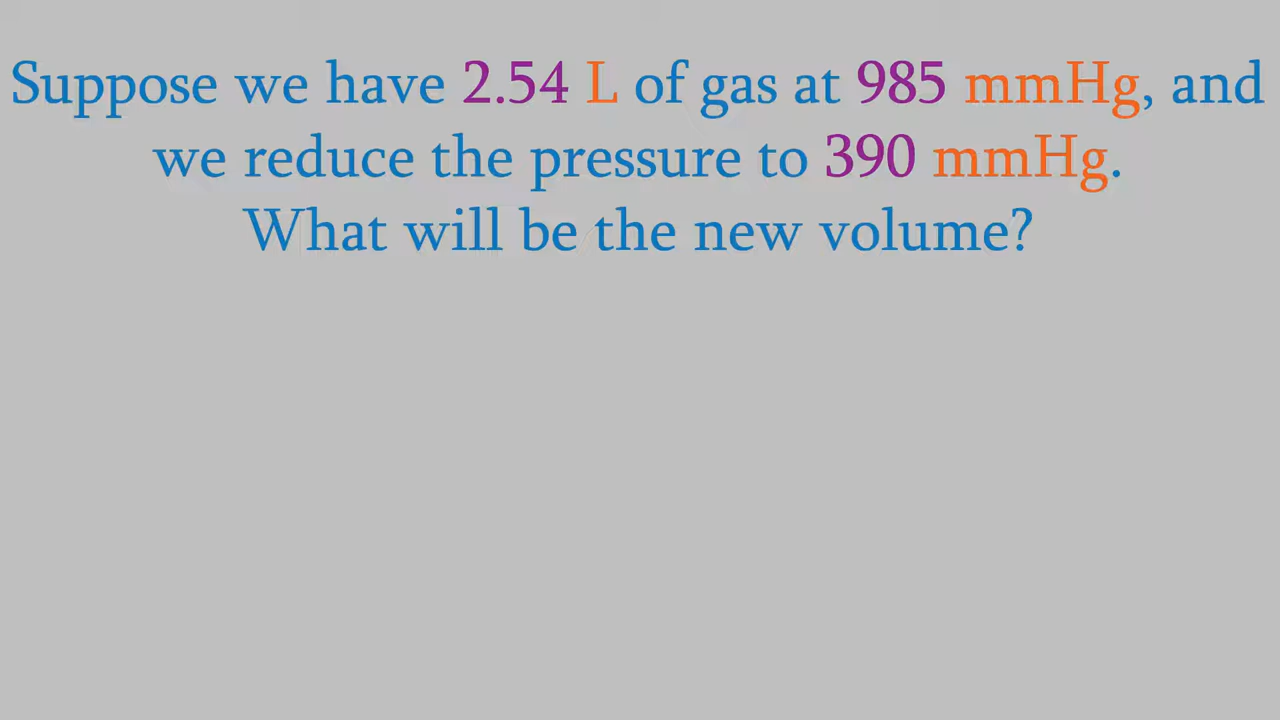 Suppose we have 2.54 L of gas at 985 mmHg, and
we reduce the pressure to 390 mmHg.
What will be the new volume?